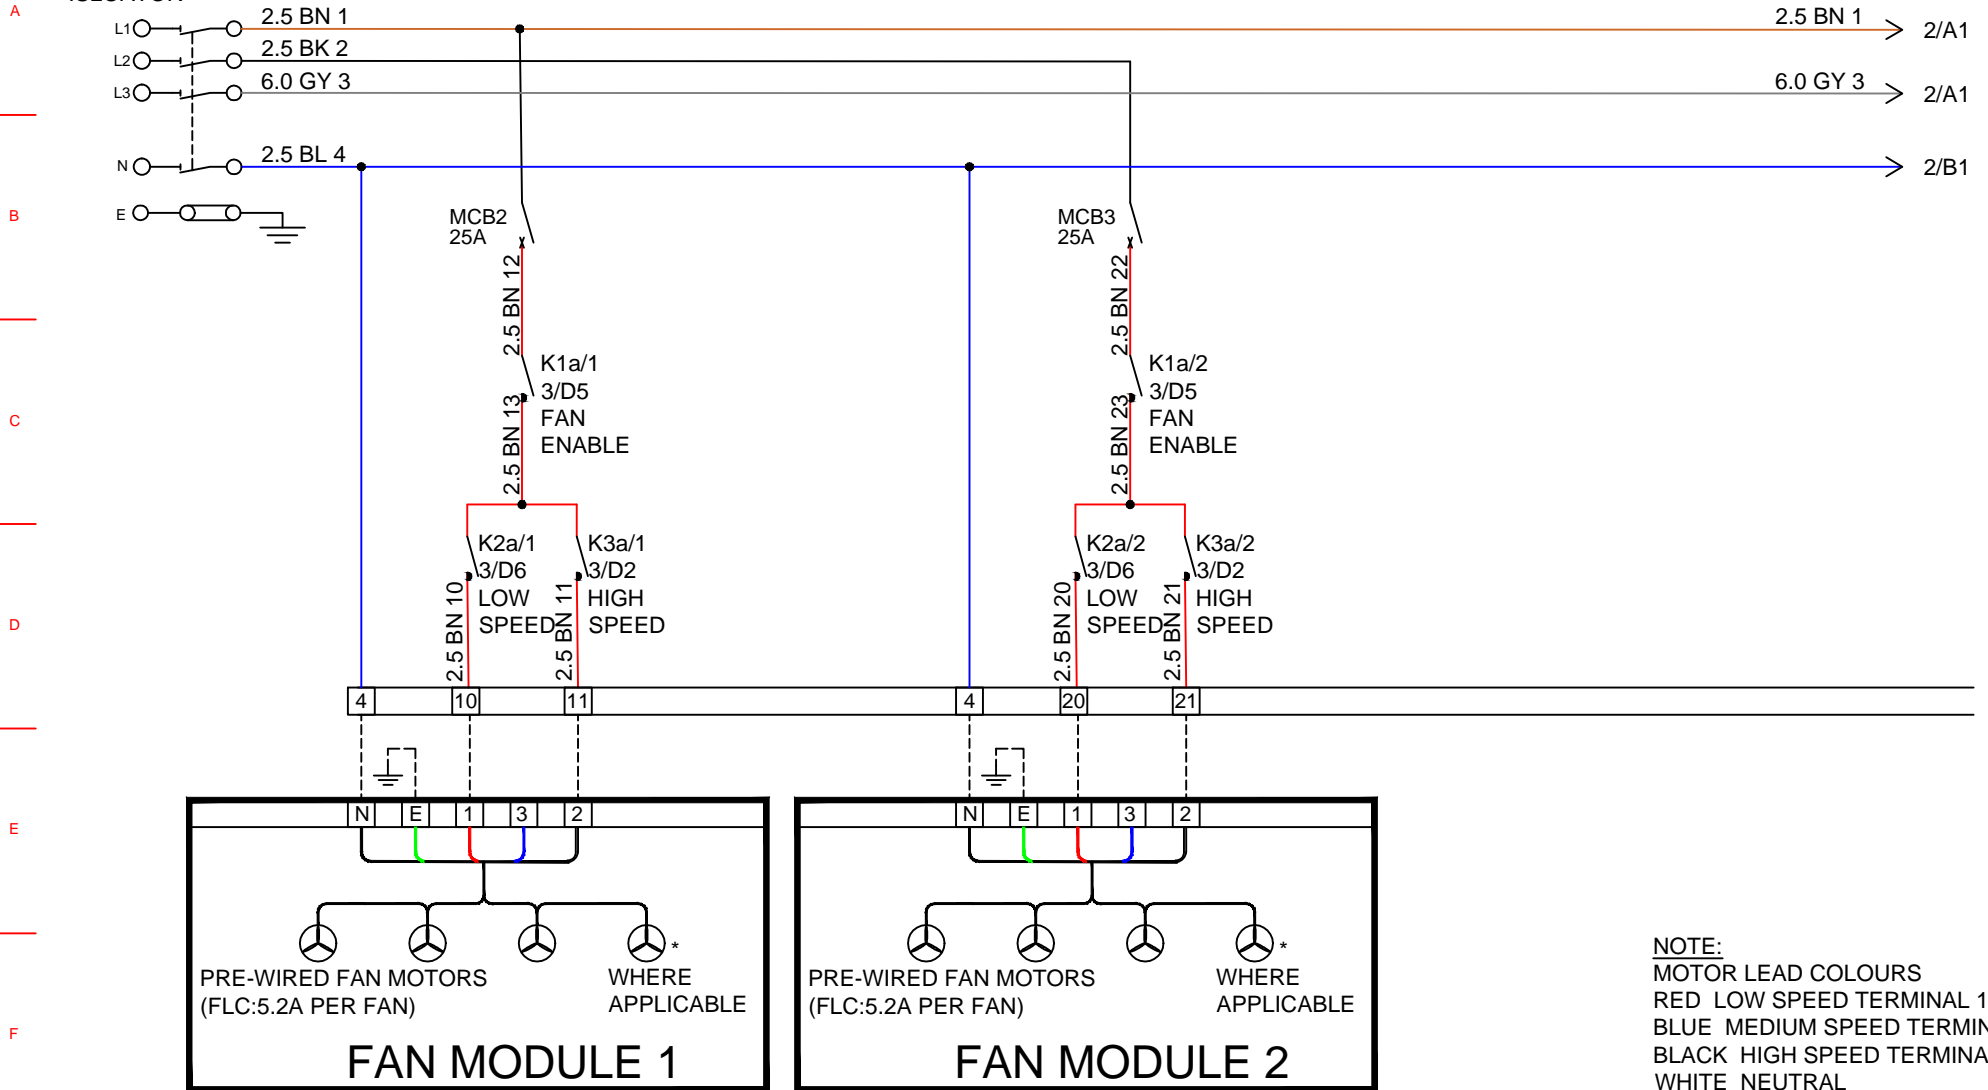 A
L1
2.5 BN 1
2.5 BN 1
2/A1
L2
2.5 BK 2
L3
6.0 GY 3
6.0 GY 3
2/A1
N
2.5 BL 4
2/B1
B
E
MCB2
25A
MCB3
25A
2.5 BN 12
2.5 BN 22
K1a/1
3/D5
FAN
ENABLE
K1a/2
3/D5
FAN
ENABLE
C
2.5 BN 13
2.5 BN 23
K2a/1
3/D6
LOW
SPEED
K3a/1
3/D2
HIGH
SPEED
K2a/2
3/D6
LOW
SPEED
K3a/2
3/D2
HIGH
SPEED
D
2.5 BN 10
2.5 BN 11
2.5 BN 20
2.5 BN 21
4 10 11 4 20 21
E
N E 1 3 2
N E 1 3 2
*
*
PRE-WIRED FAN MOTORS
(FLC:5.2A PER FAN)
WHERE
APPLICABLE
PRE-WIRED FAN MOTORS
(FLC:5.2A PER FAN)
WHERE
APPLICABLE
F
FAN MODULE 1
FAN MODULE 2
NOTE:
MOTOR LEAD COLOURS
RED LOW SPEED TERMINAL 1
BLUE MEDIUM SPEED TERMIN
BLACK HIGH SPEED TERMINA
WHITE NEUTRAL